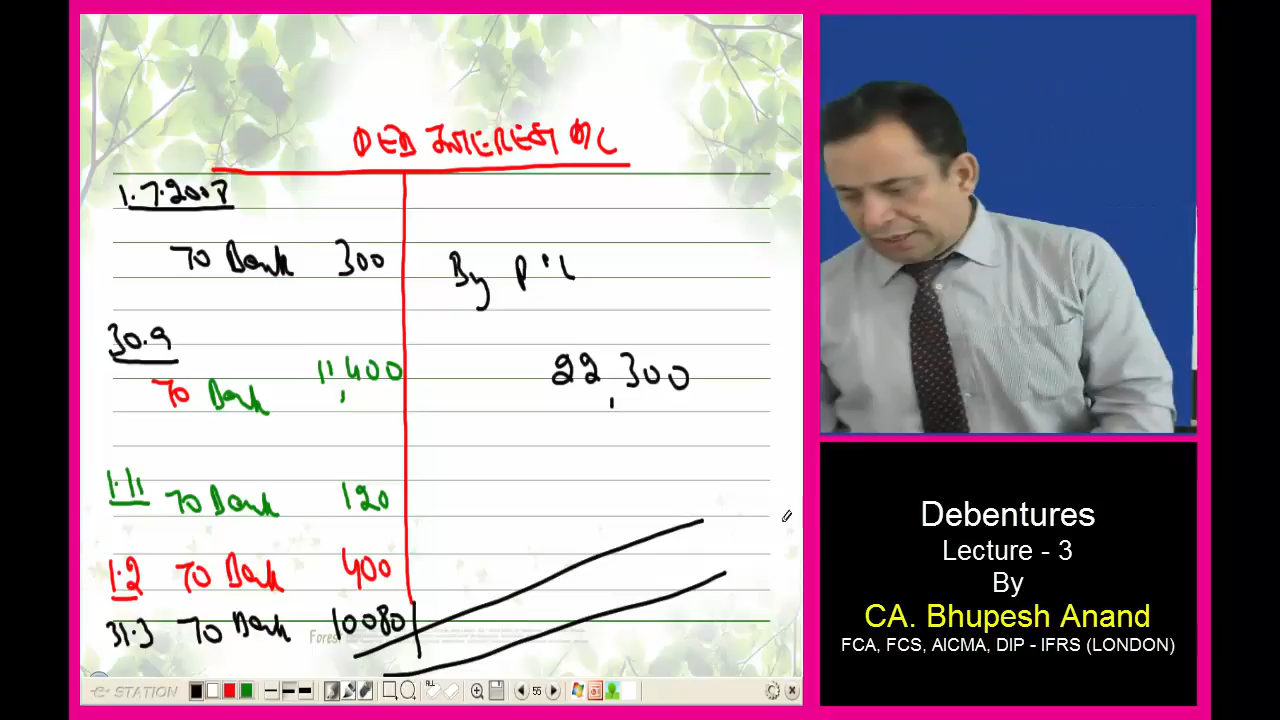 DEB INTEREST A/C
1.7.2007
To Bank 300
By P&L
30.9
To Bank 11,400
22,300
1.11 To Bank 120
1.2 To Bank 400
31.3 To Bank 10080
Fores
e-STATION
ALL
55
Debentures
Lecture - 3
By
CA. Bhupesh Anand
FCA, FCS, AICMA, DIP - IFRS (LONDON)